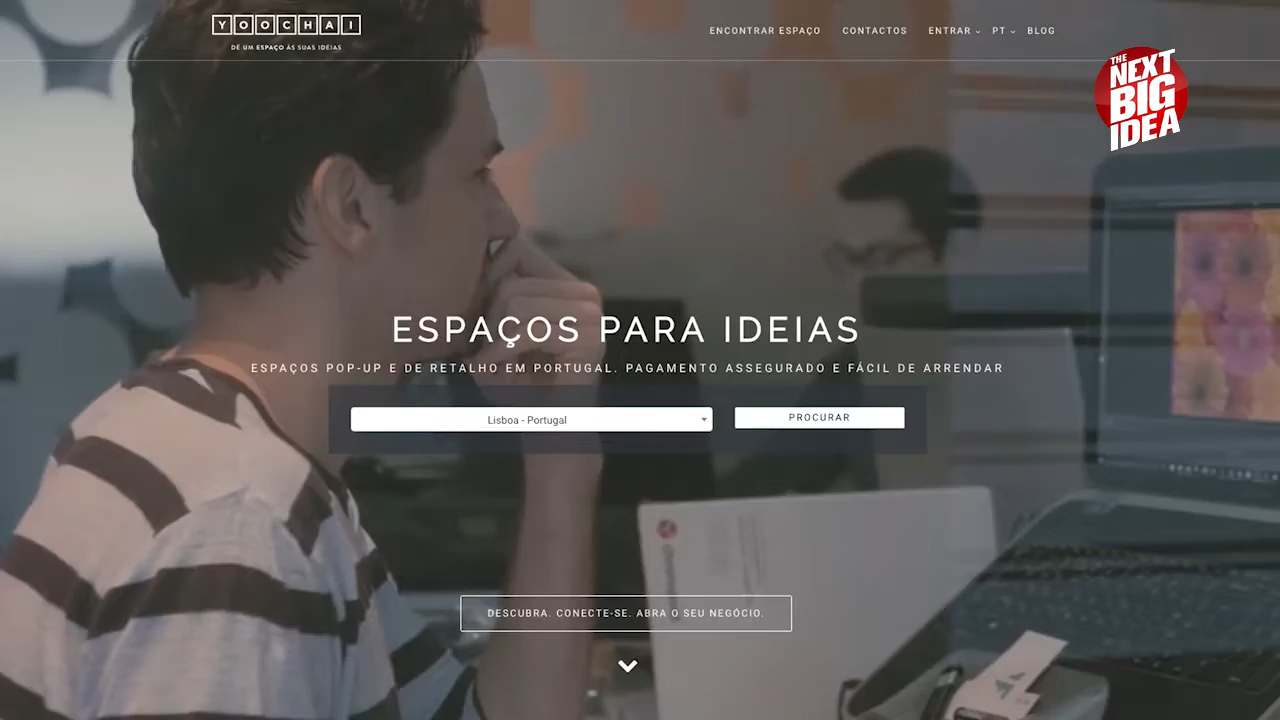 YOOCHAI
DÊ UM ESPAÇO ÀS SUAS IDEIAS
ENCONTRAR ESPAÇO CONTACTOS ENTRAR PT BLOG
THE
NEXT
BIG
IDEA
ESPAÇOS PARA IDEIAS
ESPAÇOS POP-UP E DE RETALHO EM PORTUGAL. PAGAMENTO ASSEGURADO E FÁCIL DE ARRENDAR
Lisboa - Portugal PROCURAR
DESCUBRA. CONECTE-SE. ABRA O SEU NEGÓCIO.